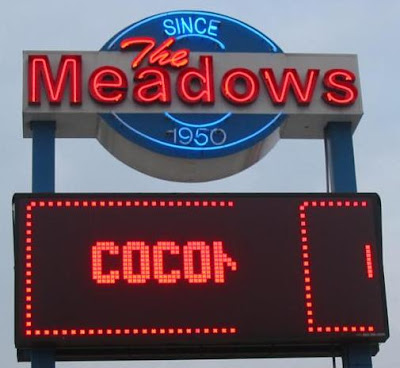 SINCE
The
Meadows
1950
COCO